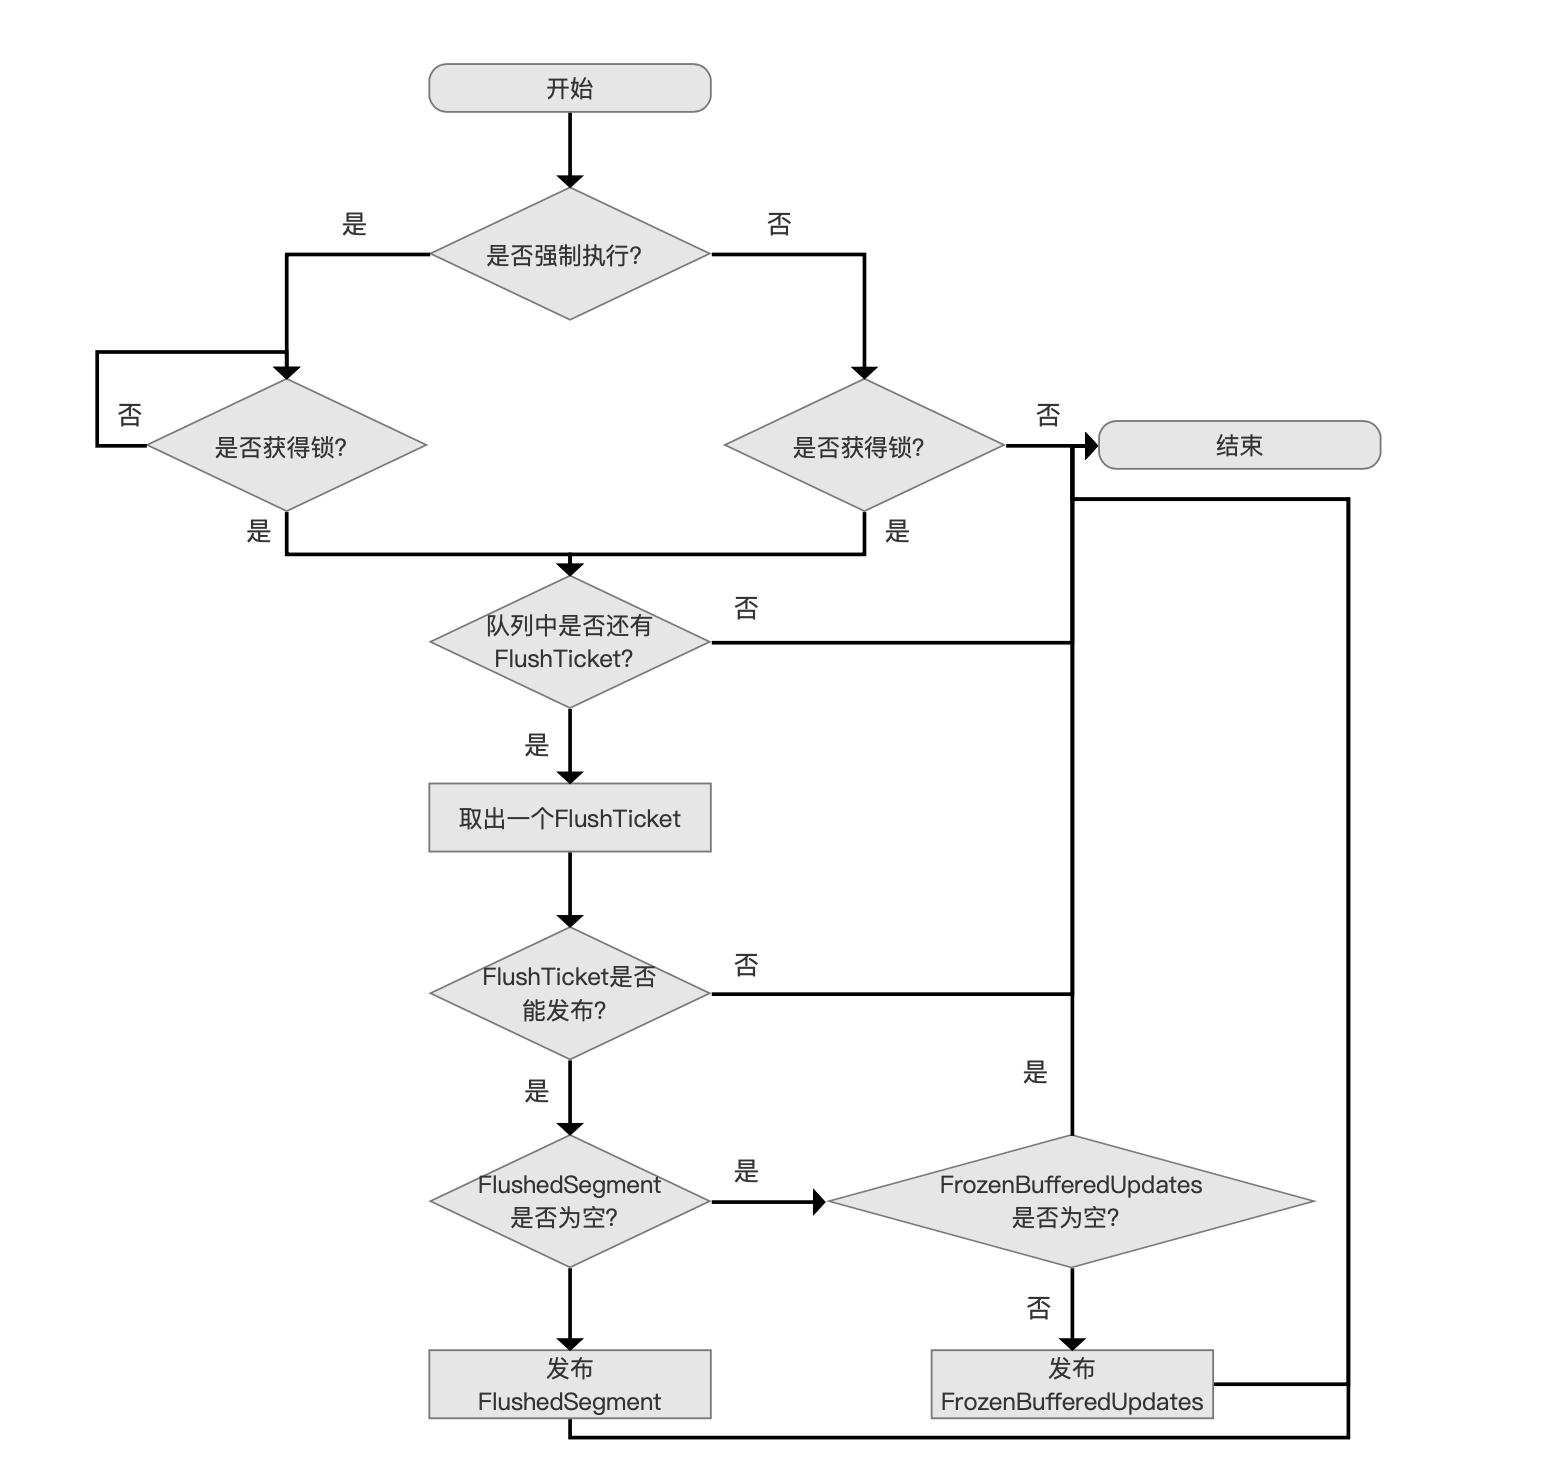 开始
是
否
是否强制执行?
否
否
是否获得锁?
是否获得锁?
结束
是
是
队列中是否还有
FlushTicket?
否
是
取出一个FlushTicket
FlushTicket是否
能发布?
否
是
是
FlushedSegment
是否为空?
是
FrozenBufferedUpdates
是否为空?
否
发布
FlushedSegment
发布
FrozenBufferedUpdates